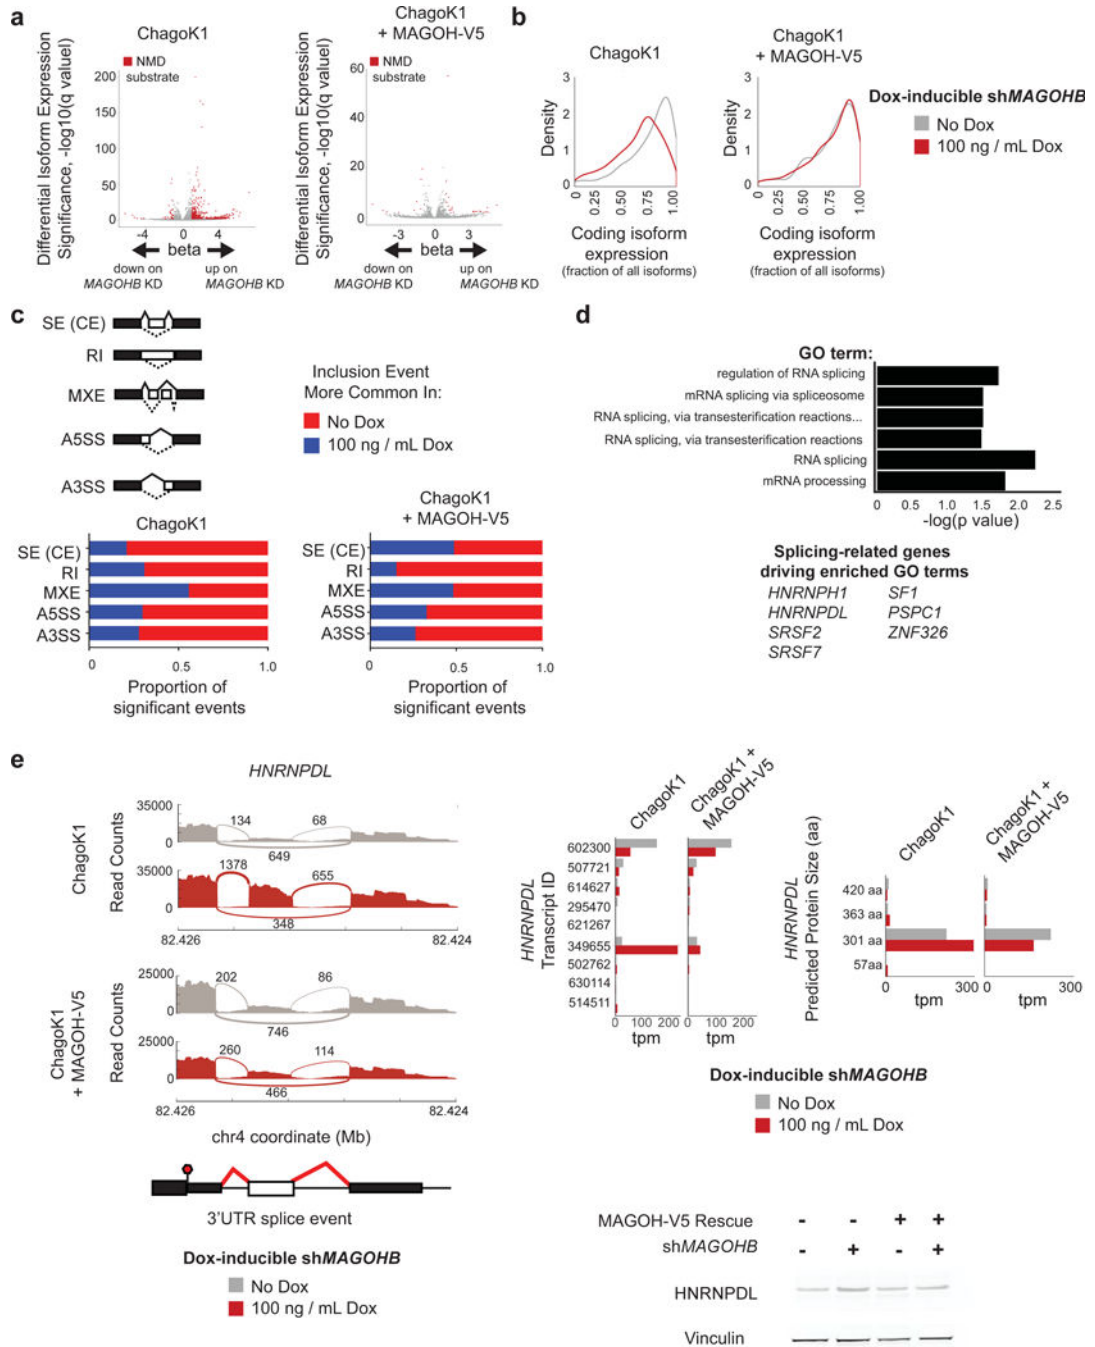 a
ChagoK1
ChagoK1
+ MAGOH-V5
Differential Isoform Expression
Significance, -log10(q valuel)
NMD
substrate
200
150
100
50
0
-4
0
4
beta
down on
MAGOHB KD
up on
MAGOHB KD
Differential Isoform Expression
Significance, -log10(q valuel)
NMD
substrate
60
40
20
0
-3
0
3
beta
down on
MAGOHB KD
up on
MAGOHB KD
b
ChagoK1
ChagoK1
+ MAGOH-V5
Density
3
2
1
0
0
0.25
0.50
0.75
1.00
Coding isoform
expression
(fraction of all isoforms)
Density
3
2
1
0
0
0.25
0.50
0.75
1.00
Coding isoform
expression
(fraction of all isoforms)
Dox-inducible shMAGOHB
No Dox
100 ng / mL Dox
c
SE (CE)
RI
MXE
A5SS
A3SS
Inclusion Event
More Common In:
No Dox
100 ng / mL Dox
ChagoK1
SE (CE)
RI
MXE
A5SS
A3SS
0
0.5
1.0
Proportion of
significant events
ChagoK1
+ MAGOH-V5
SE (CE)
RI
MXE
A5SS
A3SS
0
0.5
1.0
Proportion of
significant events
d
GO term:
regulation of RNA splicing
mRNA splicing via spliceosome
RNA splicing, via transesterification reactions...
RNA splicing, via transesterification reactions
RNA splicing
mRNA processing
0 0.5 1.0 1.5 2.0 2.5
-log(p value)
Splicing-related genes
driving enriched GO terms
HNRNPH1 SF1
HNRNPDL PSPC1
SRSF2 ZNF326
SRSF7
e
HNRNPDL
ChagoK1
Read Counts
35000
0
134
68
649
35000
0
1378
655
348
82.426
82.424
ChagoK1
+ MAGOH-V5
Read Counts
25000
0
202
86
746
25000
0
260
114
466
82.426
82.424
chr4 coordinate (Mb)
3'UTR splice event
Dox-inducible shMAGOHB
No Dox
100 ng / mL Dox
HNRNPDL
Transcript ID
ChagoK1
ChagoK1 +
MAGOH-V5
602300
507721
614627
295470
621267
349655
502762
630114
514511
0 100 200
tpm
0 100 200
tpm
HNRNPDL
Predicted Protein Size (aa)
ChagoK1
ChagoK1 +
MAGOH-V5
420 aa
363 aa
301 aa
57aa
0
300
tpm
0
300
tpm
Dox-inducible shMAGOHB
No Dox
100 ng / mL Dox
MAGOH-V5 Rescue - - + +
shMAGOHB - + - +
HNRNPDL
Vinculin